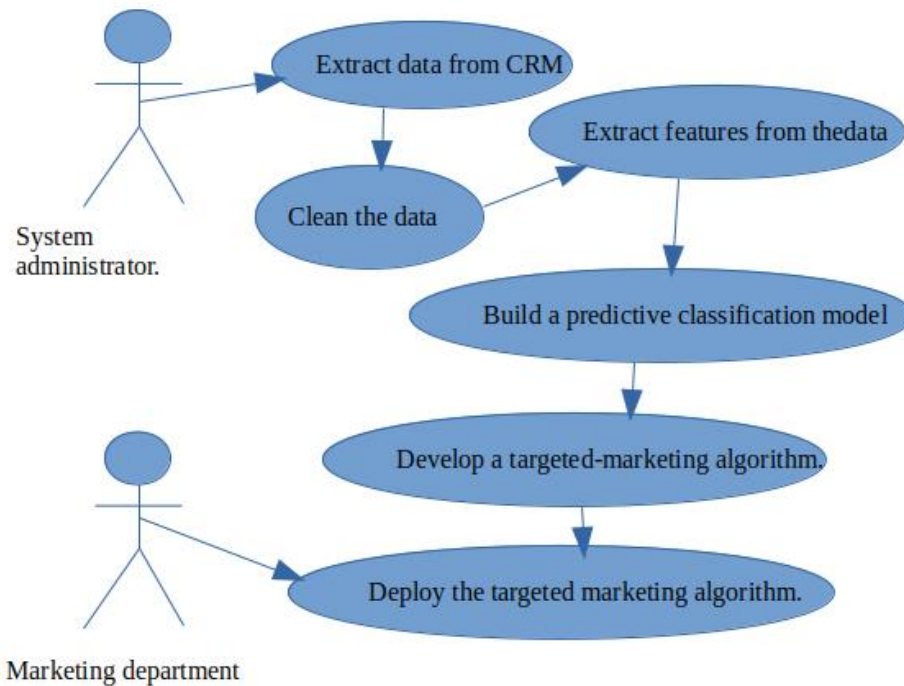 Extract data from CRM
Extract features from thedata
Clean the data
System
administrator.
Build a predictive classification model
Develop a targeted-marketing algorithm.
Deploy the targeted marketing algorithm.
Marketing department